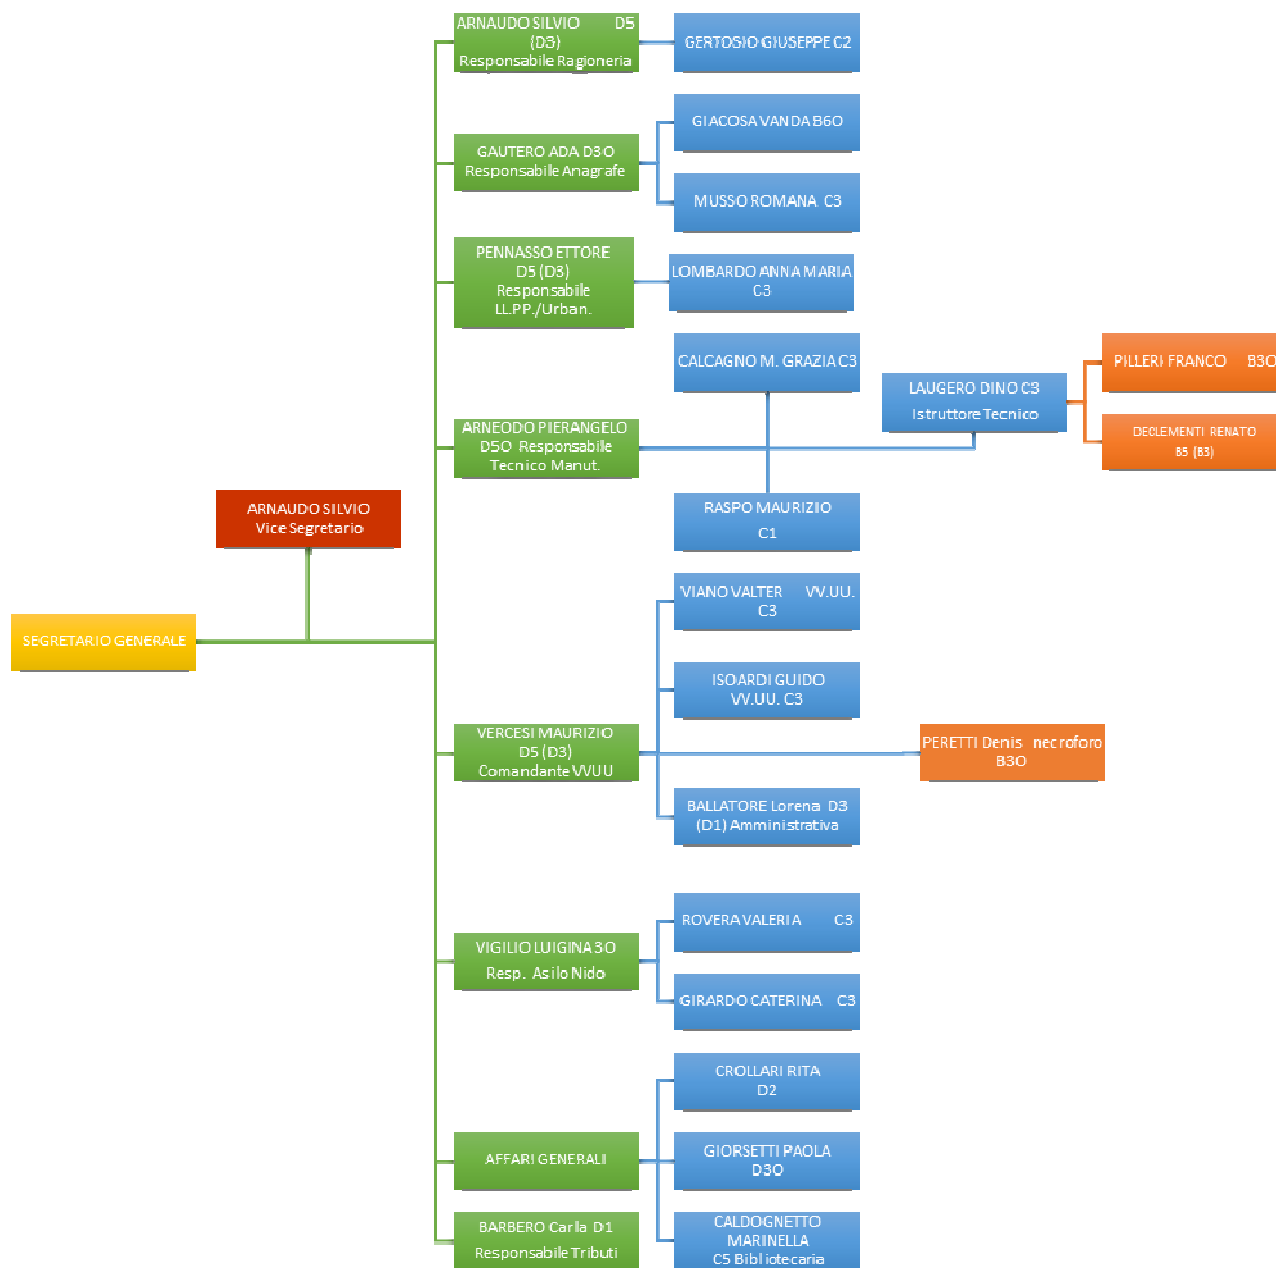 ARNAUDO SILVIO D5
(D3)
Responsabile Ragioneria
GERTOSIO GIUSEPPE C2
GAUTERO ADA D3O
Responsabile Anagrafe
GIACOSA VANDA B6O
MUSSO ROMANA. C3
PENNASSO ETTORE
D5 (D3)
Responsabile
LL.PP./Urban.
LOMBARDO ANNA MARIA
C3
CALCAGNO M. GRAZIA C3
ARNEODO PIERANGELO
D5O Responsabile
Tecnico Manut.
LAUGERO DINO C3
Istruttore Tecnico
PILLERI FRANCO B3O
DECLEMENTI RENATO
B5 (B3)
RASPO MAURIZIO
C1
ARNAUDO SILVIO
Vice Segretario
SEGRETARIO GENERALE
VIANO VALTER VV.UU.
C3
ISOARDI GUIDO
VV.UU. C3
VERCESI MAURIZIO
D5 (D3)
Comandante VVUU
PERETTI Denis necroforo
B3O
BALLATORE Lorena D3
(D1) Amministrativa
VIGILIO LUIGINA 3O
Resp. Asilo Nido
ROVERA VALERIA C3
GIRARDO CATERINA C3
AFFARI GENERALI
CROLLARI RITA
D2
GIORSETTI PAOLA
D3O
CALDOGNETTO
MARINELLA
C5 Bibliotecaria
BARBERO Carla D1
Responsabile Tributi